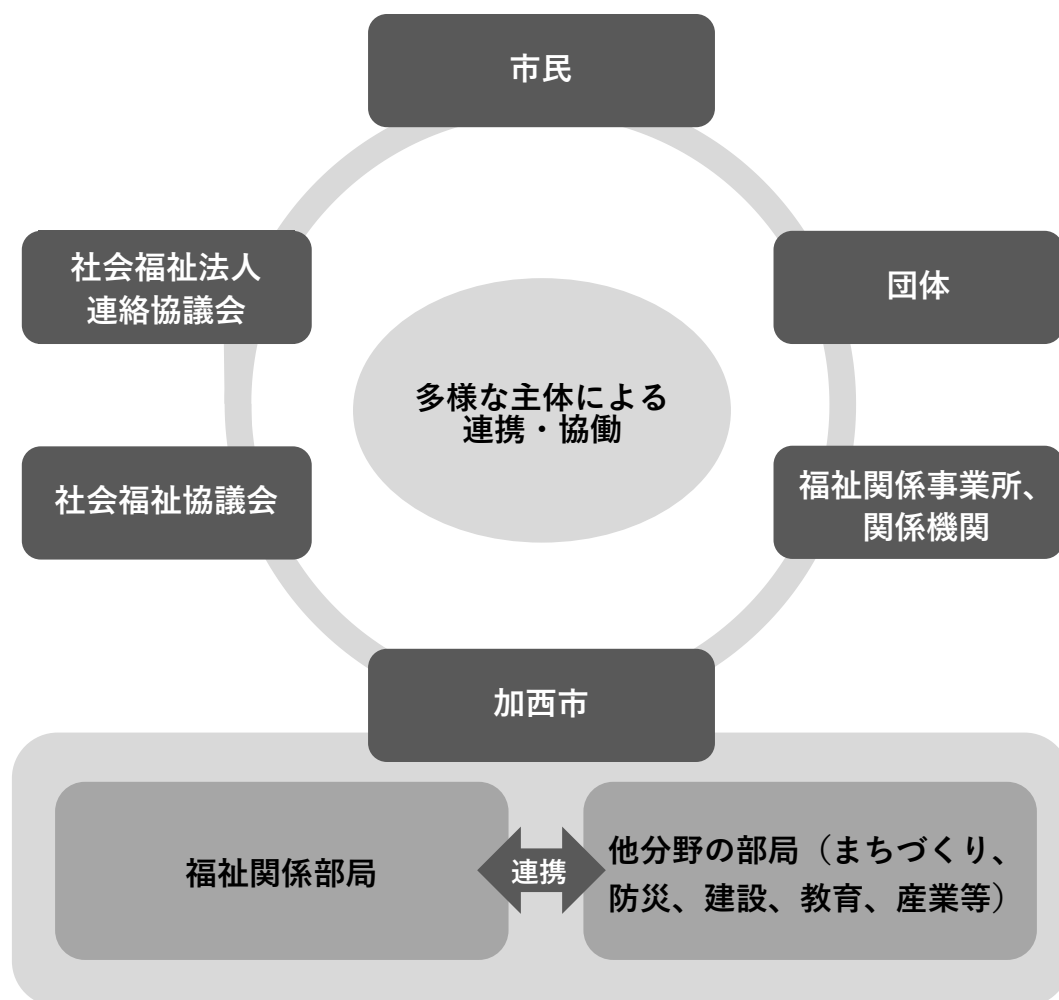 市民
社会福祉法人
連絡協議会
団体
多様な主体による
連携・協働
社会福祉協議会
福祉関係事業所、
関係機関
加西市
福祉関係部局
連携
他分野の部局（まちづくり、
防災、建設、教育、産業等）